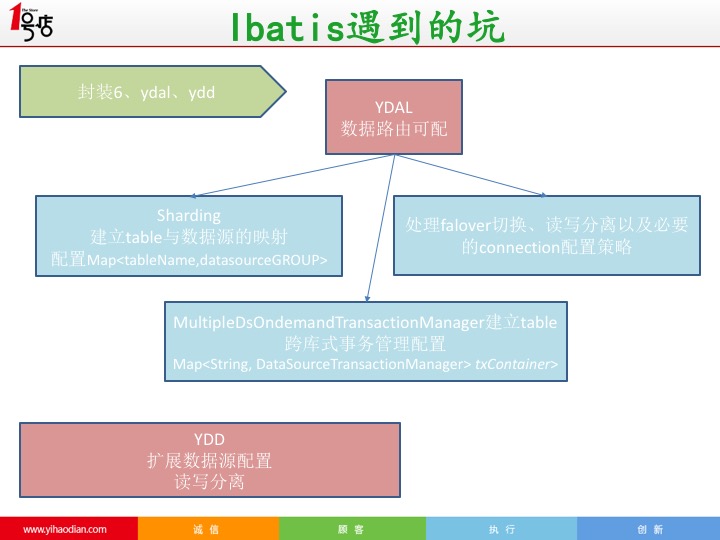 The Store
1号店
Ibatis遇到的坑
封装6、ydal、ydd
YDAL
数据路由可配
Sharding
建立table与数据源的映射
配置Map<tableName,datasourceGROUP>
处理falover切换、读写分离以及必要
的connection配置策略
MultipleDsOndemandTransactionManager建立table
跨库式事务管理配置
Map<String, DataSourceTransactionManager> txContainer>
YDD
扩展数据源配置
读写分离
www.yihaodian.com 诚 信 顾 客 执 行 创 新